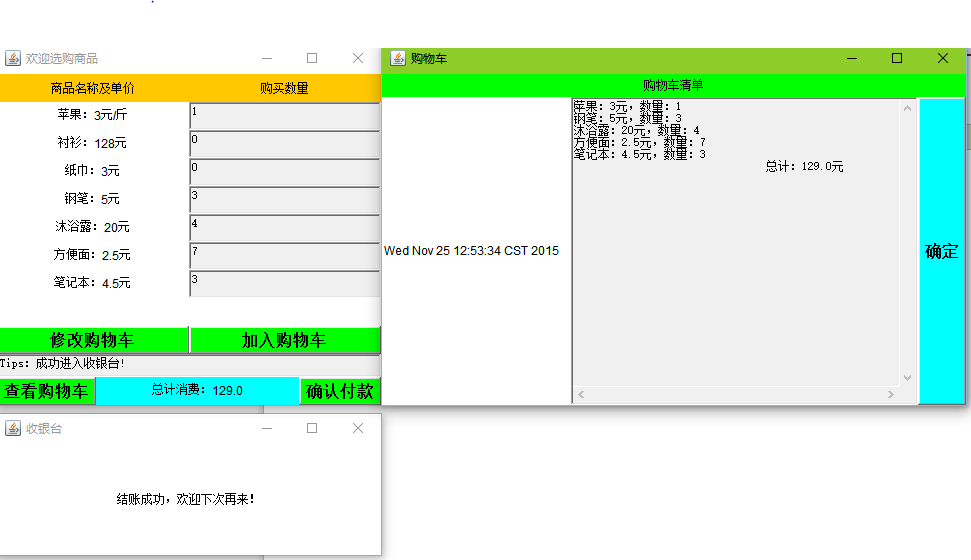 欢迎选购商品
商品名称及单价 购买数量
苹果：3元/斤 1
衬衫：128元 0
纸巾：3元 0
钢笔：5元 3
沐浴露：20元 4
方便面：2.5元 7
笔记本：4.5元 3
修改购物车 加入购物车
Tips：成功进入收银台!
查看购物车 总计消费：129.0 确认付款
购物车
购物车清单
Wed Nov 25 12:53:34 CST 2015
苹果：3元，数量：1
钢笔：5元，数量：3
沐浴露：20元，数量：4
方便面：2.5元，数量：7
笔记本：4.5元，数量：3
总计：129.0元
确定
收银台
结账成功，欢迎下次再来！